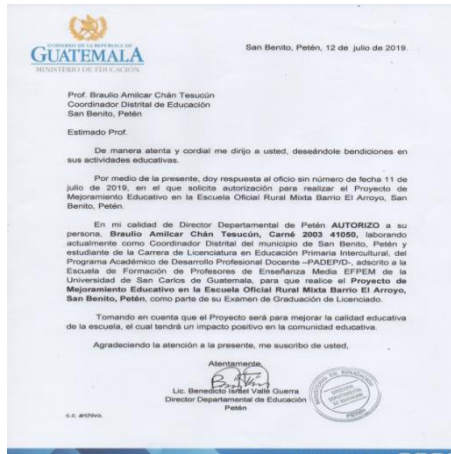 GOBIERNO DE LA REPÚBLICA DE
GUATEMALA
MINISTERIO DE EDUCACIÓN
San Benito, Petén, 12 de julio de 2019.
Prof. Braulio Amilcar Chán Tesucún
Coordinador Distrital de Educación
San Benito, Petén
Estimado Prof.
De manera atenta y cordial me dirijo a usted, deseándole bendiciones en
sus actividades educativas.
Por medio de la presente, doy respuesta al oficio sin número de fecha 11 de
julio de 2019, en el que solicita autorización para realizar el Proyecto de
Mejoramiento Educativo en la Escuela Oficial Rural Mixta Barrio El Arroyo, San
Benito, Petén.
En mi calidad de Director Departamental de Petén AUTORIZO a su
persona, Braulio Amilcar Chán Tesucún, Carné 2003 41050, laborando
actualmente como Coordinador Distrital del municipio de San Benito, Petén y
estudiante de la Carrera de Licenciatura en Educación Primaria Intercultural, del
Programa Académico de Desarrollo Profesional Docente –PADEP/D-, adscrito a la
Escuela de Formación de Profesores de Enseñanza Media EFPEM de la
Universidad de San Carlos de Guatemala, para que realice el Proyecto de
Mejoramiento Educativo en la Escuela Oficial Rural Mixta Barrio El Arroyo,
San Benito, Petén, como parte de su Examen de Graduación de Licenciado.
Tomando en cuenta que el Proyecto será para mejorar la calidad educativa
de la escuela, el cual tendrá un impacto positivo en la comunidad educativa.
Agradeciendo la atención a la presente, me suscribo de usted,
Atentamente,
Lic. Benedicto Ismael Valle Guerra
Director Departamental de Educación
Petén
c.c. archivo.